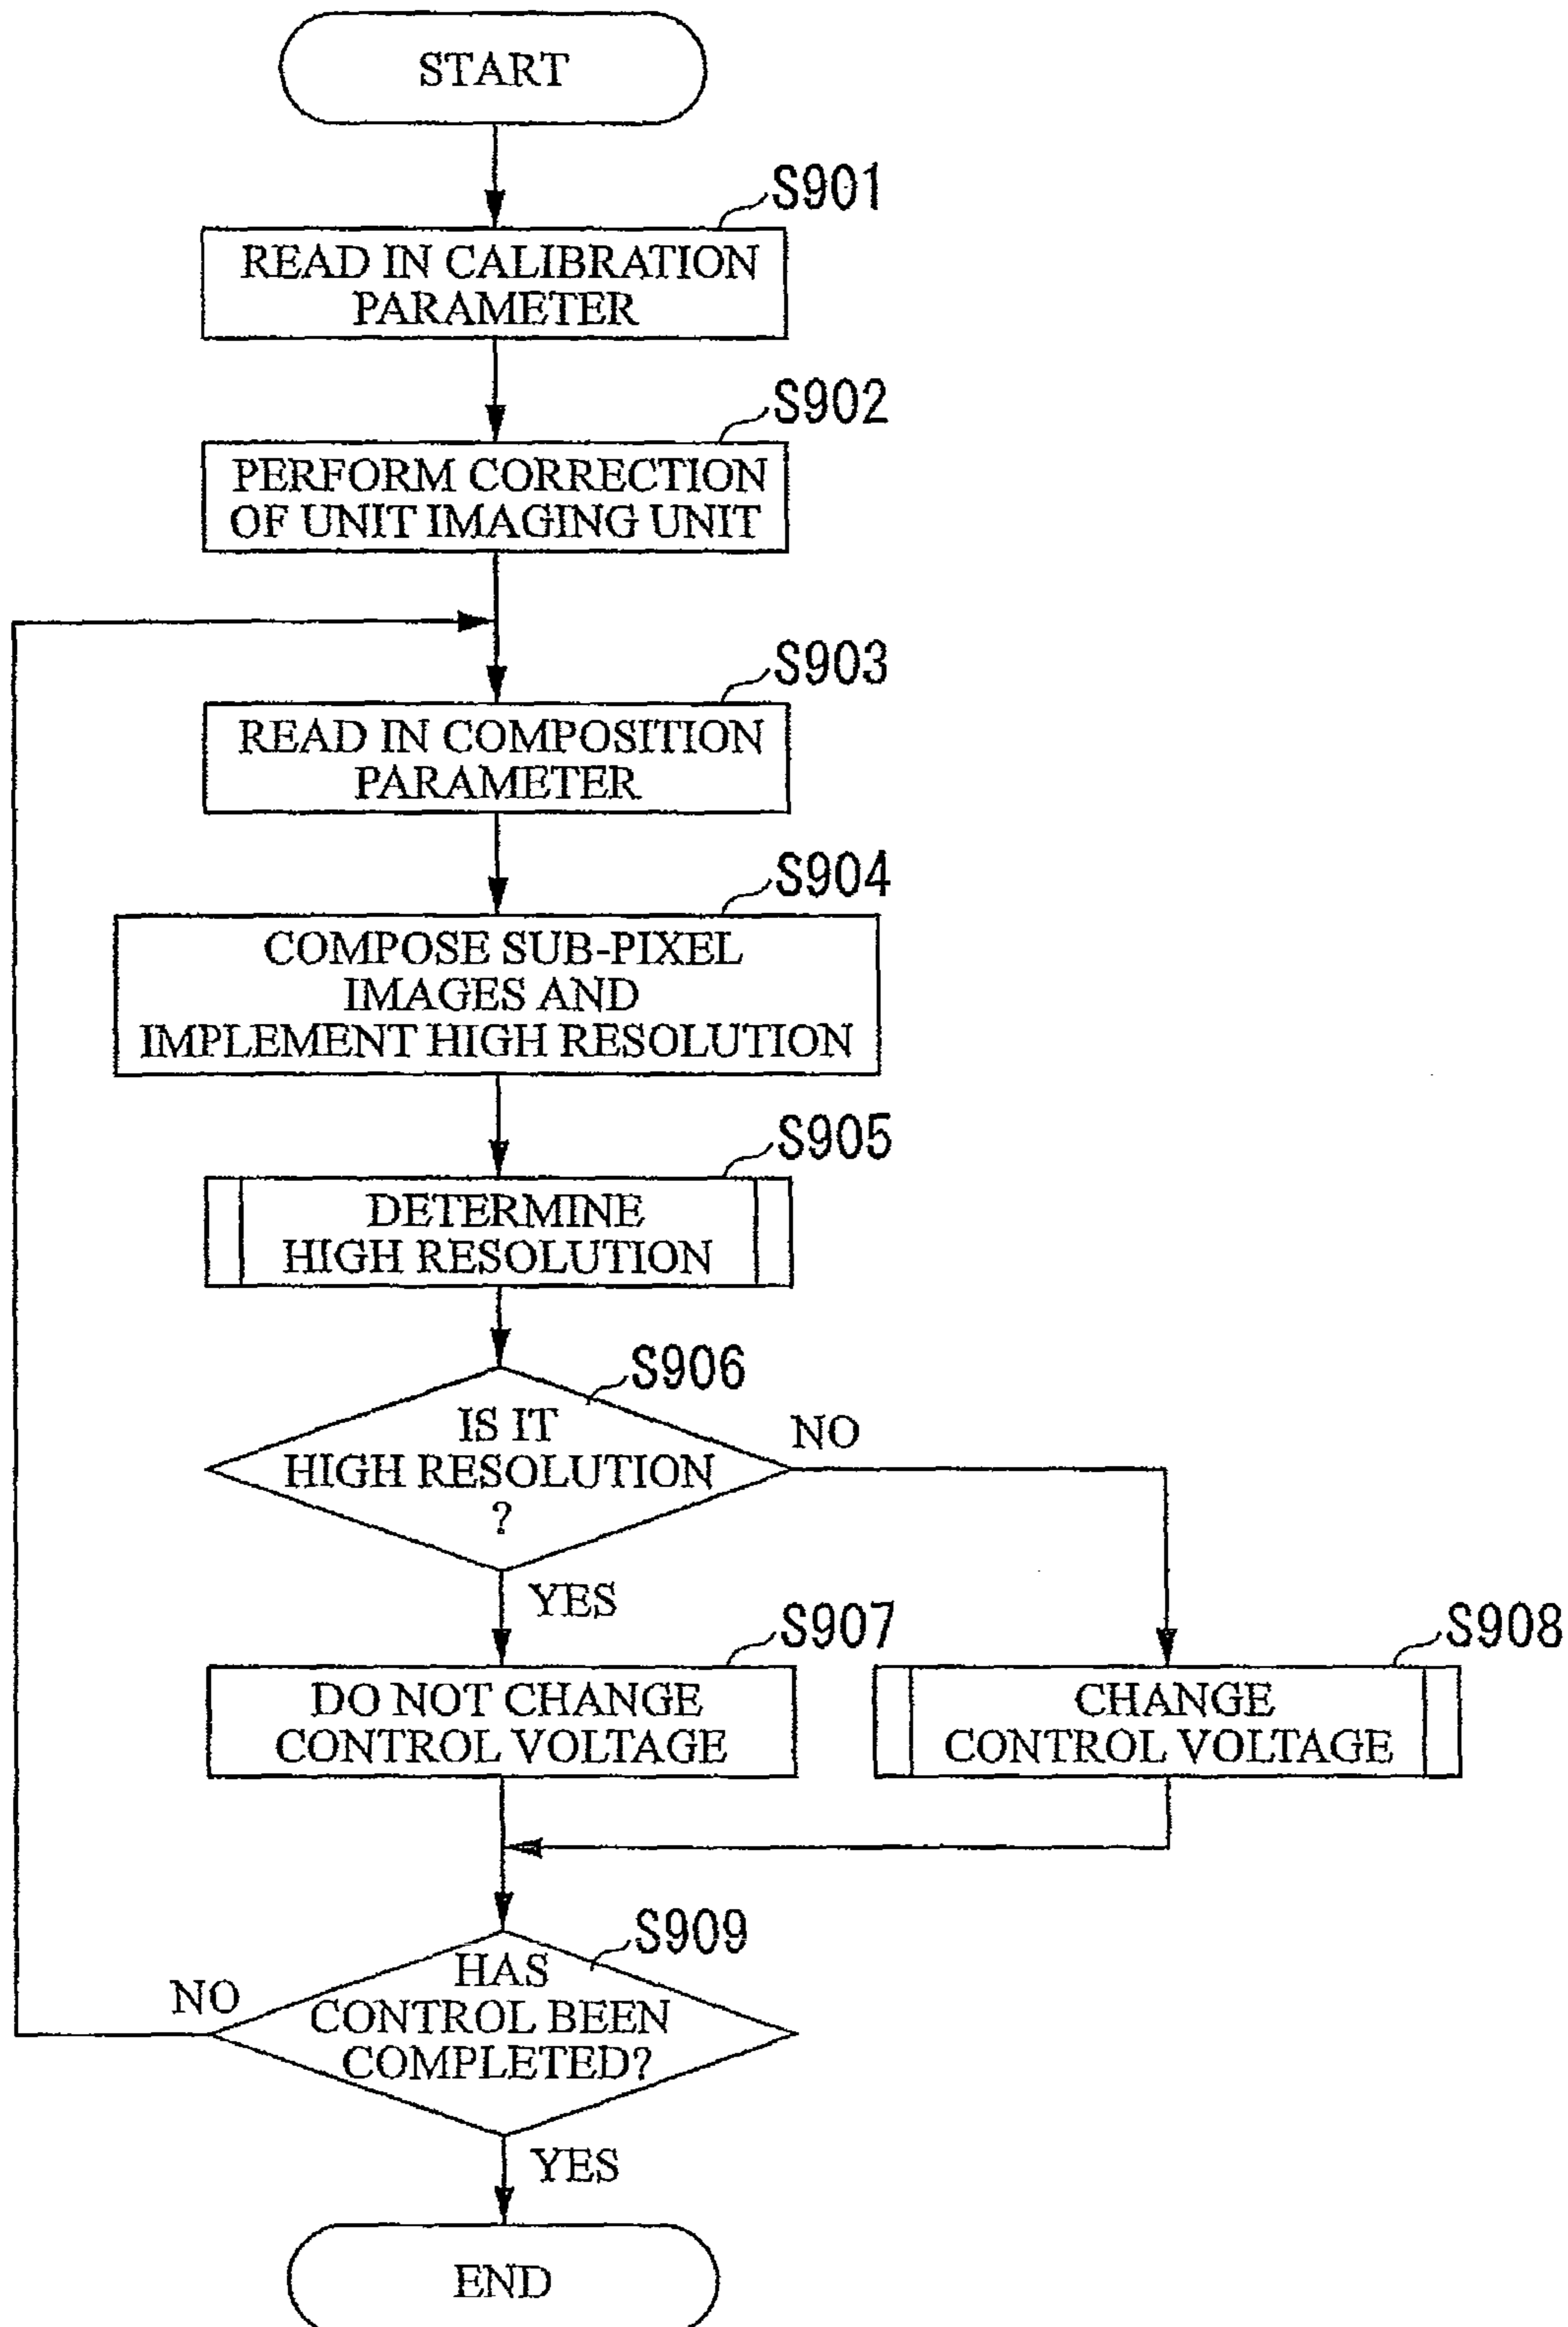 START
S901
READ IN CALIBRATION
PARAMETER
S902
PERFORM CORRECTION
OF UNIT IMAGING UNIT
S903
READ IN COMPOSITION
PARAMETER
S904
COMPOSE SUB-PIXEL
IMAGES AND
IMPLEMENT HIGH RESOLUTION
S905
DETERMINE
HIGH RESOLUTION
S906
IS IT
HIGH RESOLUTION
?
NO
YES
S907
DO NOT CHANGE
CONTROL VOLTAGE
S908
CHANGE
CONTROL VOLTAGE
S909
HAS
CONTROL BEEN
COMPLETED?
NO
YES
END